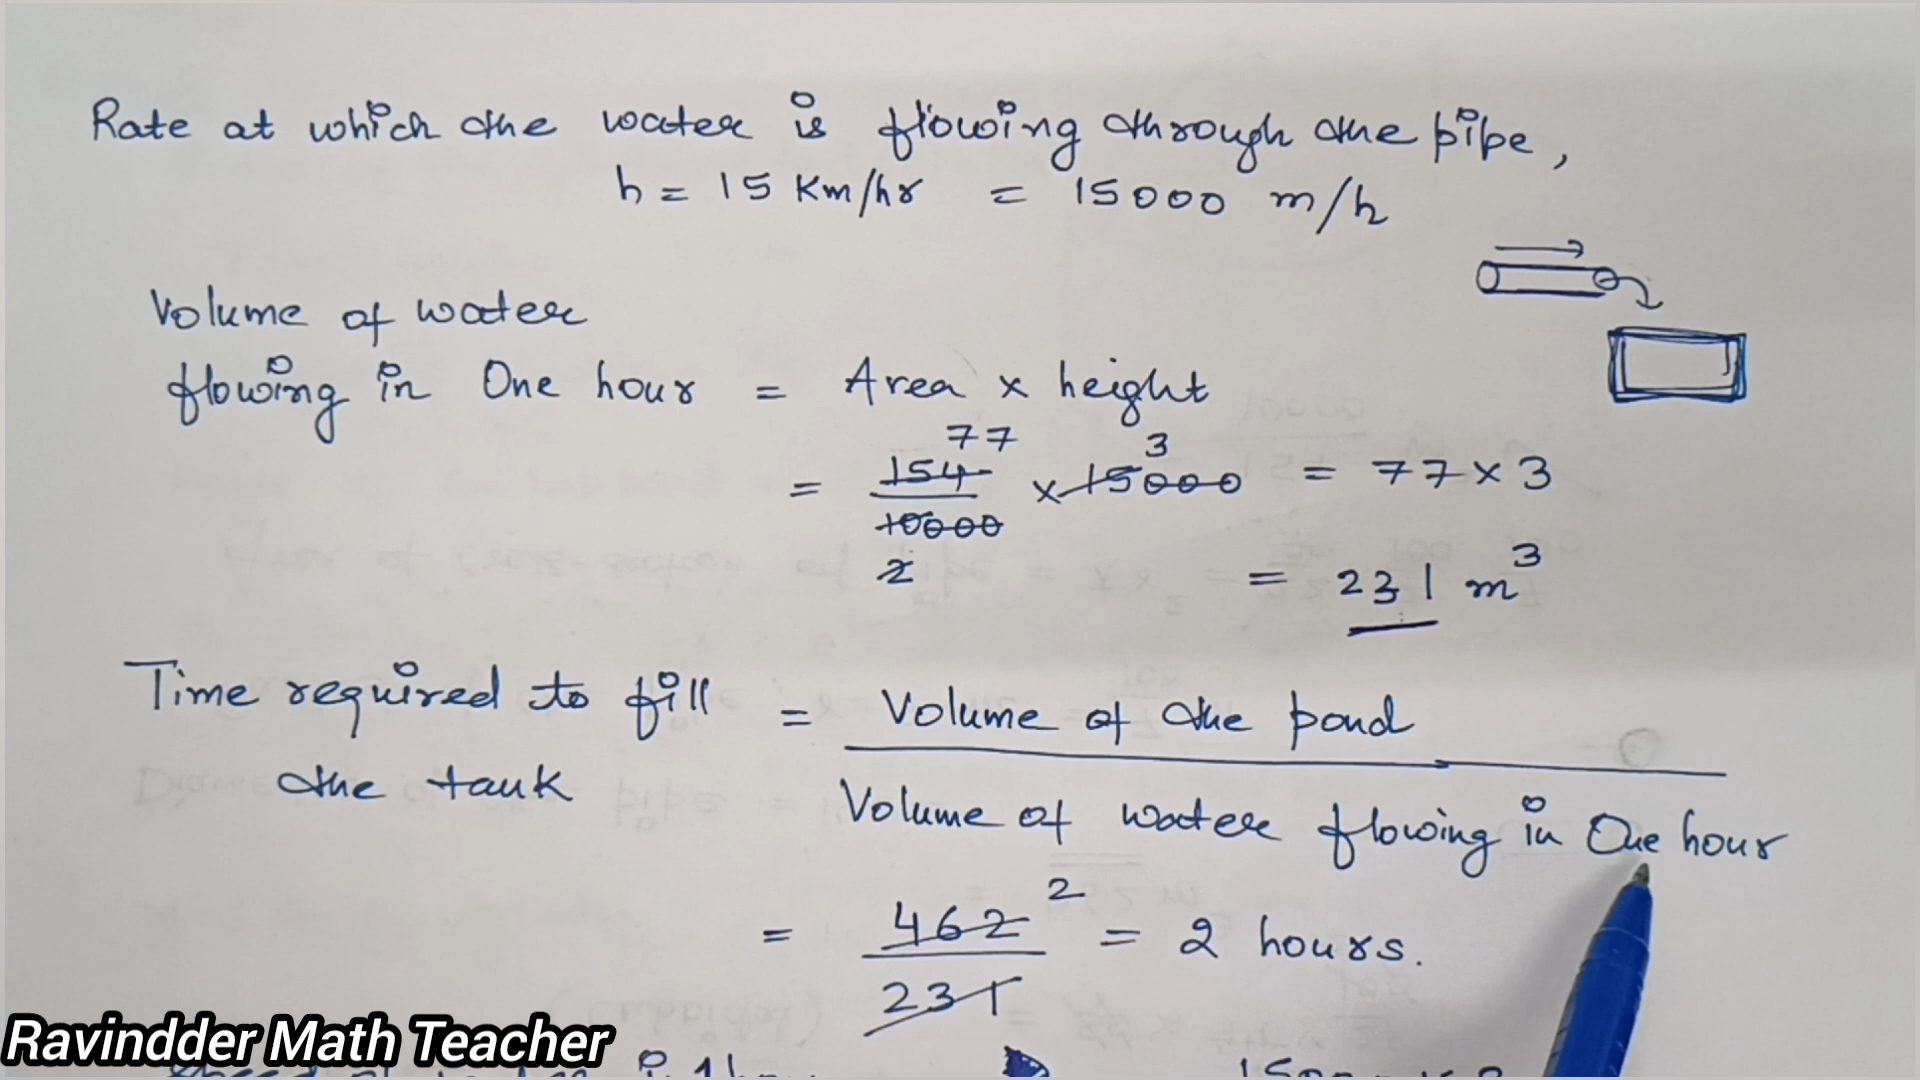 Rate at which the water is flowing through the pipe,
h = 15 Km/hr = 15000 m/h
Volume of water
flowing in One hour = Area × height
77 3
= 154/10000 × 15000 = 77 × 3
2
= 231 m³
Time required to fill = Volume of the pond
the tank
Volume of water flowing in One hour
2
= 462/231 = 2 hours.
Ravindder Math Teacher